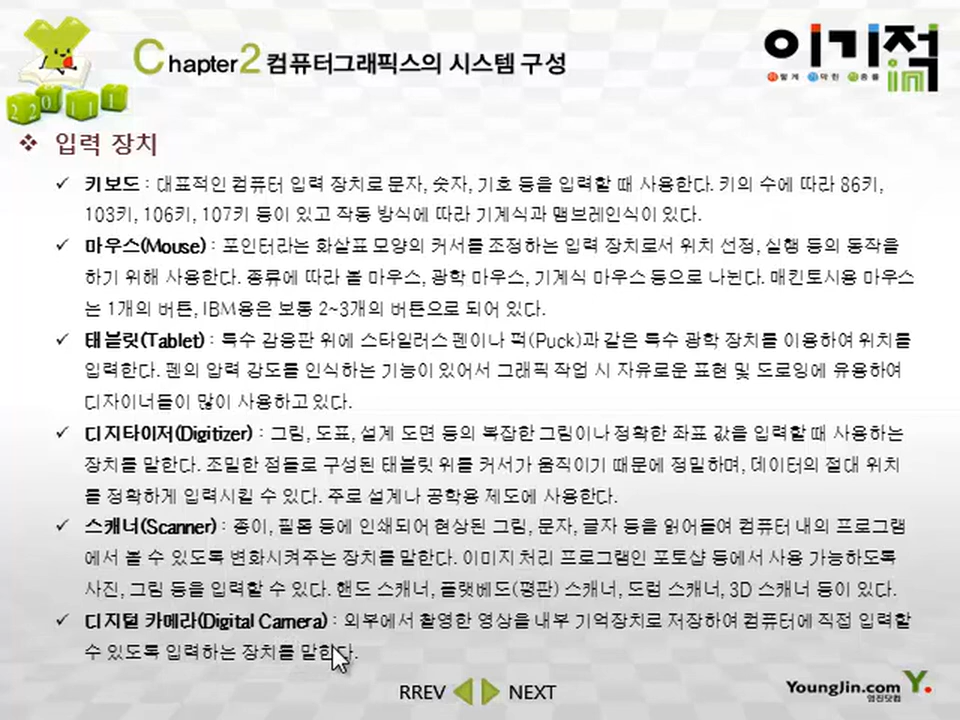 Chapter2 컴퓨터그래픽스의 시스템 구성
이기적in
2011
❖ 입력 장치
✓ 키보드 : 대표적인 컴퓨터 입력 장치로 문자, 숫자, 기호 등을 입력할 때 사용한다. 키의 수에 따라 86키,
103키, 106키, 107키 등이 있고 작동 방식에 따라 기계식과 맴브레인식이 있다.
✓ 마우스(Mouse) : 포인터라는 화살표 모양의 커서를 조정하는 입력 장치로서 위치 선정, 실행 등의 동작을
하기 위해 사용한다. 종류에 따라 볼 마우스, 광학 마우스, 기계식 마우스 등으로 나뉜다. 매킨토시용 마우스
는 1개의 버튼, IBM용은 보통 2~3개의 버튼으로 되어 있다.
✓ 태블릿(Tablet) : 특수 감응판 위에 스타일러스 펜이나 퍽(Puck)과 같은 특수 광학 장치를 이용하여 위치를
입력한다. 펜의 압력 강도를 인식하는 기능이 있어서 그래픽 작업 시 자유로운 표현 및 드로잉에 유용하여
디자이너들이 많이 사용하고 있다.
✓ 디지타이저(Digitizer) : 그림, 도표, 설계 도면 등의 복잡한 그림이나 정확한 좌표 값을 입력할 때 사용하는
장치를 말한다. 조밀한 점들로 구성된 태블릿 위를 커서가 움직이기 때문에 정밀하며, 데이터의 절대 위치
를 정확하게 입력시킬 수 있다. 주로 설계나 공학용 제도에 사용한다.
✓ 스캐너(Scanner) : 종이, 필름 등에 인쇄되어 현상된 그림, 문자, 글자 등을 읽어들여 컴퓨터 내의 프로그램
에서 볼 수 있도록 변화시켜주는 장치를 말한다. 이미지 처리 프로그램인 포토샵 등에서 사용 가능하도록
사진, 그림 등을 입력할 수 있다. 핸드 스캐너, 플랫베드(평판) 스캐너, 드럼 스캐너, 3D 스캐너 등이 있다.
✓ 디지털 카메라(Digital Camera) : 외부에서 촬영한 영상을 내부 기억장치로 저장하여 컴퓨터에 직접 입력할
수 있도록 입력하는 장치를 말한다.
RREV NEXT
YoungJin.com Y.
영진닷컴